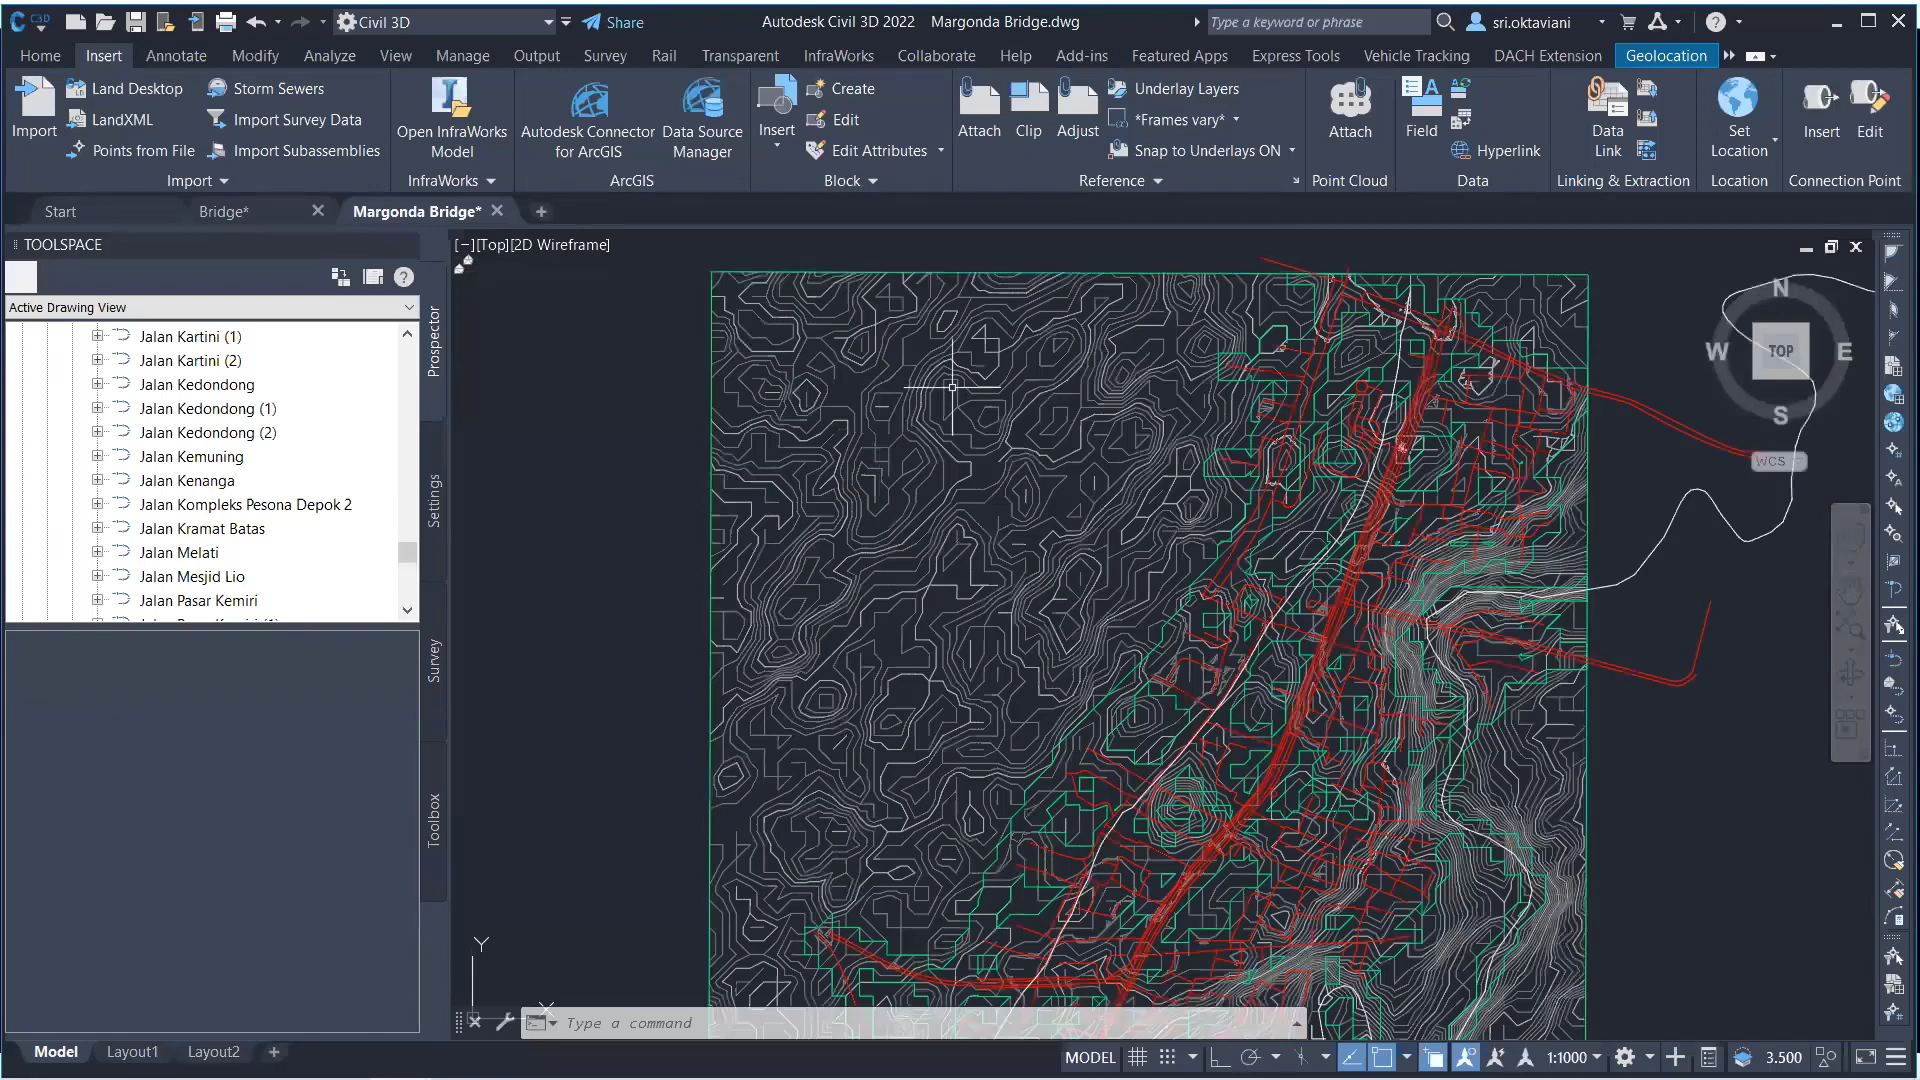 C3D
Civil 3D
Share
Autodesk Civil 3D 2022 Margonda Bridge.dwg
Type a keyword or phrase
sri.oktaviani
Home Insert Annotate Modify Analyze View Manage Output Survey Rail Transparent InfraWorks Collaborate Help Add-ins Featured Apps Express Tools Vehicle Tracking DACH Extension Geolocation
Import
Land Desktop
LandXML
Points from File
Storm Sewers
Import Survey Data
Import Subassemblies
Import
Open InfraWorks
Model
InfraWorks
Autodesk Connector
for ArcGIS
Data Source
Manager
ArcGIS
Insert
Create
Edit
Edit Attributes
Block
Attach
Clip
Adjust
Underlay Layers
*Frames vary*
Snap to Underlays ON
Reference
Attach
Point Cloud
Field
Hyperlink
Data
Data
Link
Linking & Extraction
Set
Location
Location
Insert
Edit
Connection Point
Start
Bridge*
Margonda Bridge*
TOOLSPACE
Active Drawing View
Jalan Kartini (1)
Jalan Kartini (2)
Jalan Kedondong
Jalan Kedondong (1)
Jalan Kedondong (2)
Jalan Kemuning
Jalan Kenanga
Jalan Kompleks Pesona Depok 2
Jalan Kramat Batas
Jalan Melati
Jalan Mesjid Lio
Jalan Pasar Kemiri
Prospector
Settings
Survey
Toolbox
[−][Top][2D Wireframe]
N
W
TOP
E
S
WCS
Y
X
Type a command
Model Layout1 Layout2
MODEL
1:1000
3.500